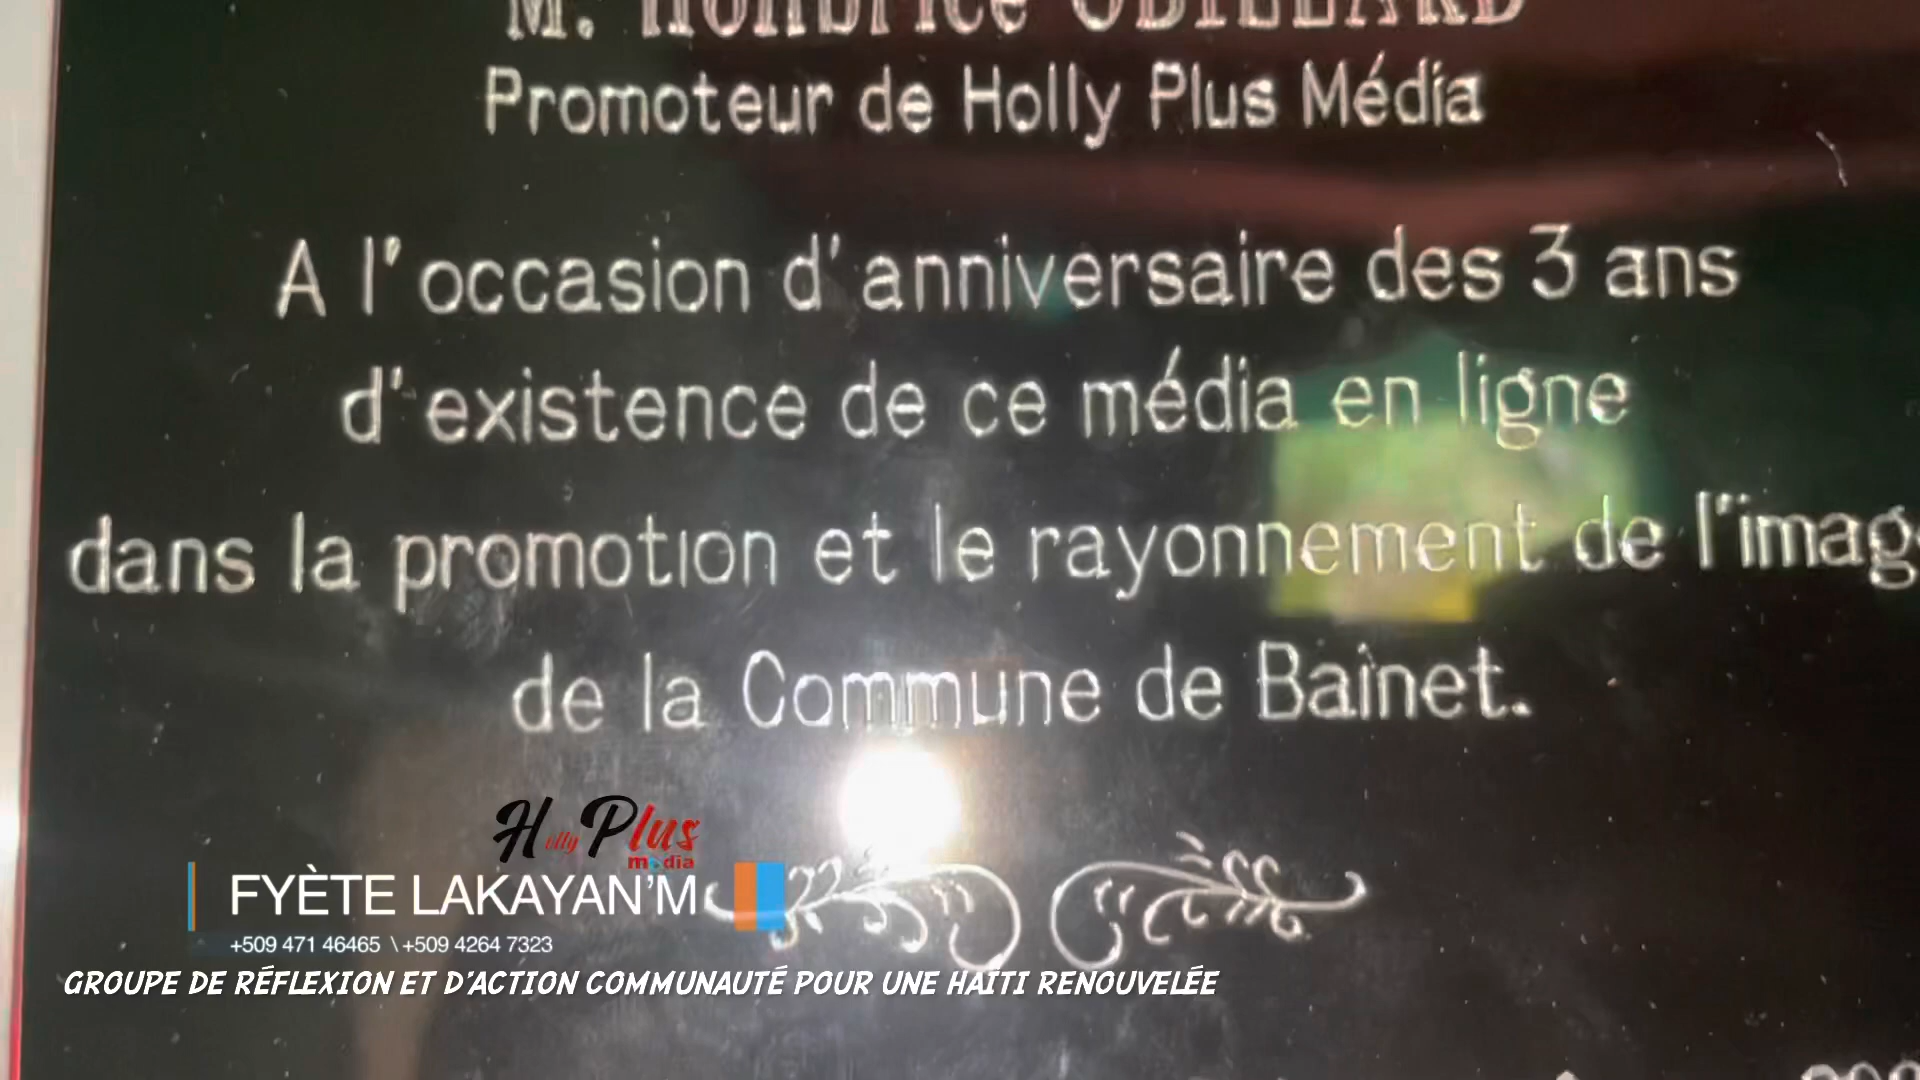 Promoteur de Holly Plus Média
A l'occasion d'anniversaire des 3 ans
d'existence de ce média en ligne
dans la promotion et le rayonnement de l'imag
de la Commune de Bainet.
Holly Plus
média
FYÈTE LAKAYAN'M
+509 471 46465 \ +509 4264 7323
GROUPE DE RÉFLEXION ET D'ACTION COMMUNAUTÉ POUR UNE HAÏTI RENOUVELÉE